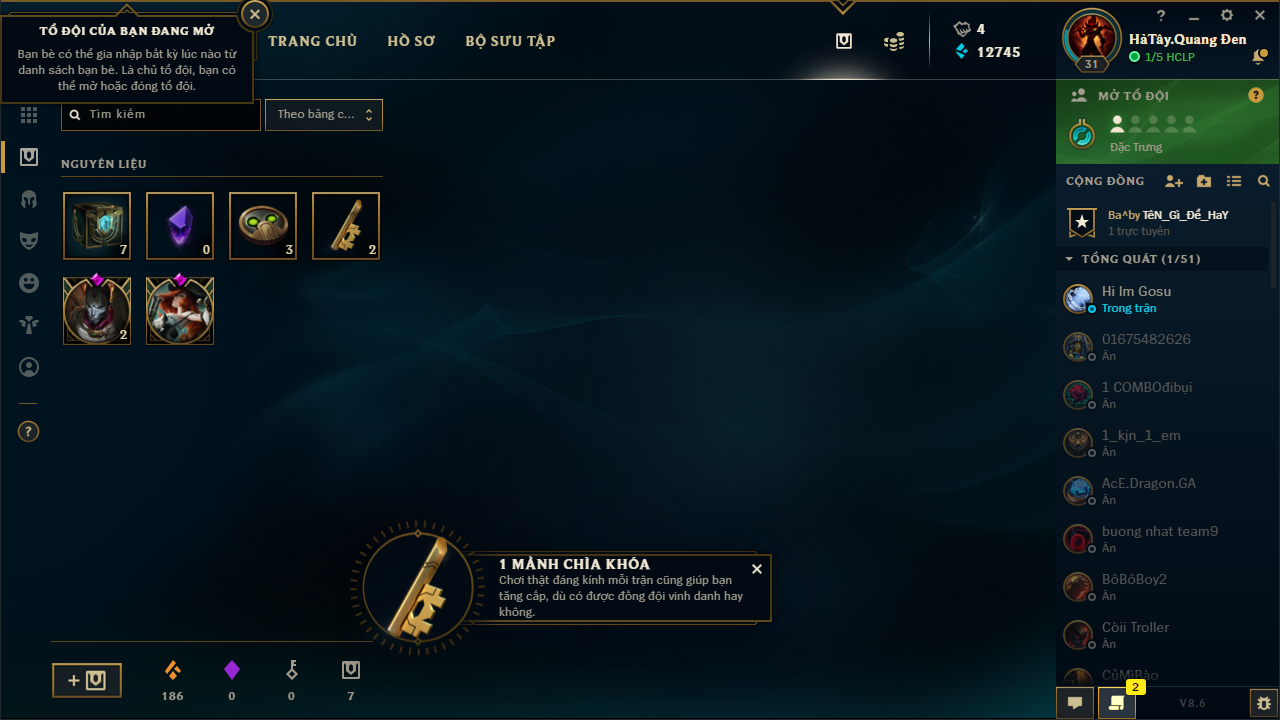 TỔ ĐỘI CỦA BẠN ĐANG MỞ
Bạn bè có thể gia nhập bất kỳ lúc nào từ
danh sách bạn bè. Là chủ tổ đội, bạn có
thể mở hoặc đóng tổ đội.
TRANG CHỦ
HỒ SƠ
BỘ SƯU TẬP
4
12745
?
HàTây.Quang Đen
31
1/5 HCLP
Tìm kiếm
Theo bảng c...
NGUYÊN LIỆU
7
0
3
2
2
?
1 MẢNH CHÌA KHÓA
Chơi thật đáng kính mỗi trận cũng giúp bạn
tăng cấp, dù có được đồng đội vinh danh hay
không.
186
0
0
7
MỞ TỔ ĐỘI
?
Đặc Trưng
CỘNG ĐỒNG
Ba^by TêN_Gì_Để_HaY
1 trực tuyến
TỔNG QUÁT (1/51)
Hi Im Gosu
Trong trận
01675482626
Ẩn
1 COMBOđibụi
Ẩn
1_kjn_1_em
Ẩn
AcE.Dragon.GA
Ẩn
buong nhat team9
Ẩn
BôBôBoy2
Ẩn
Còii Troller
Ẩn
CủMìBào
2
V8.6